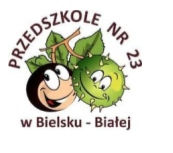 PRZEDSZKOLE NR 23
w Bielsku - Białej